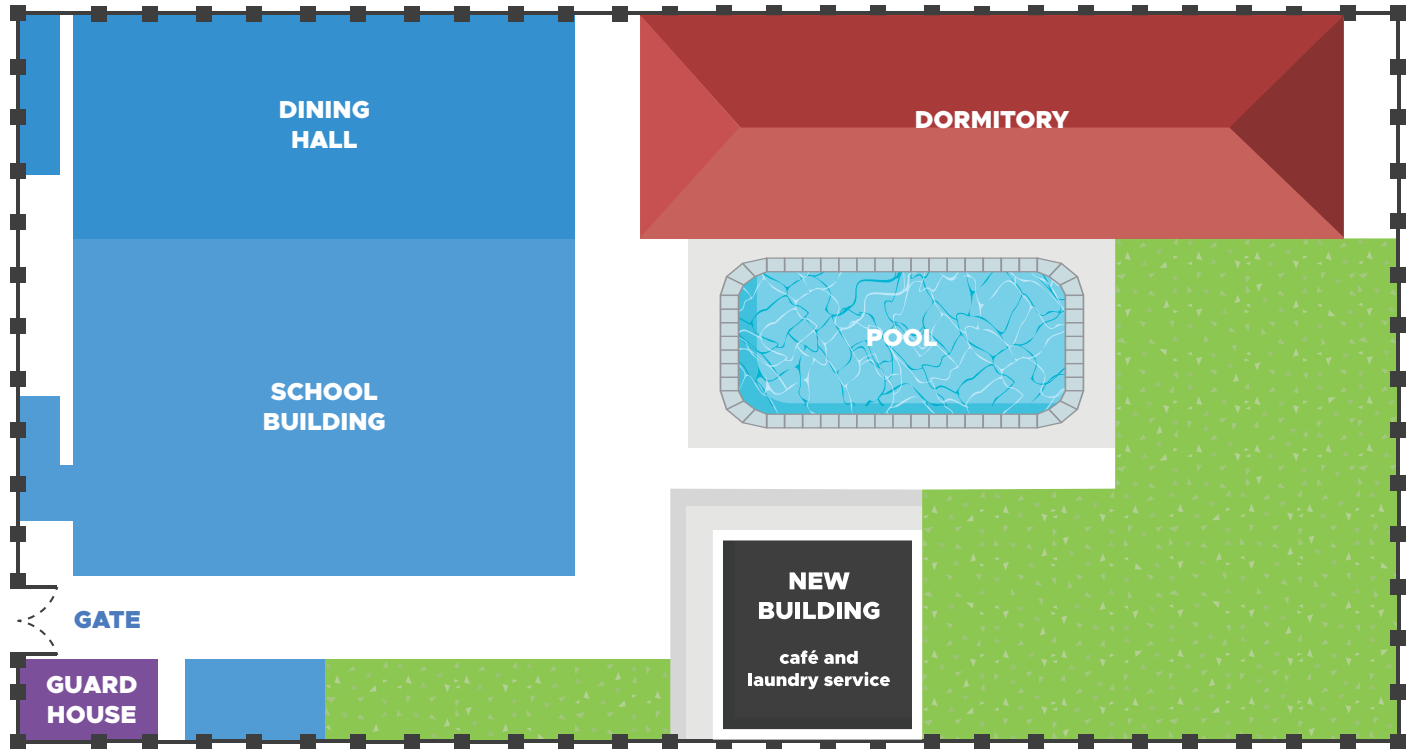 DINING
HALL
DORMITORY
POOL
SCHOOL
BUILDING
NEW
BUILDING
café and
laundry service
GATE
GUARD
HOUSE